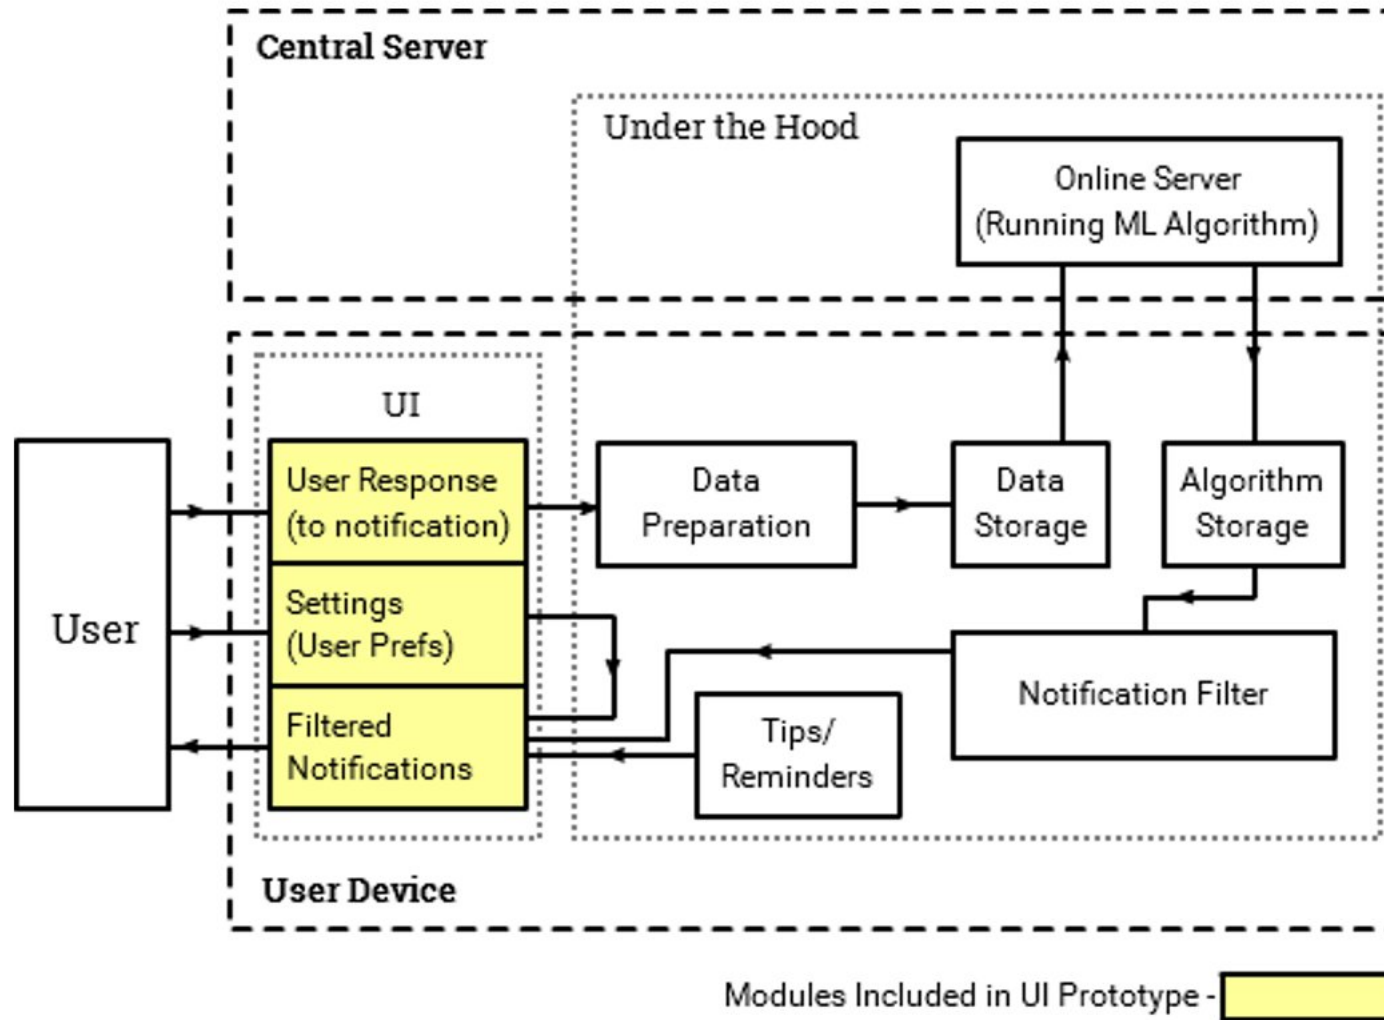 Central Server
Under the Hood
Online Server
(Running ML Algorithm)
UI
User
User Response
(to notification)
Settings
(User Prefs)
Filtered
Notifications
Data
Preparation
Data
Storage
Algorithm
Storage
Notification Filter
Tips/
Reminders
User Device
Modules Included in UI Prototype -